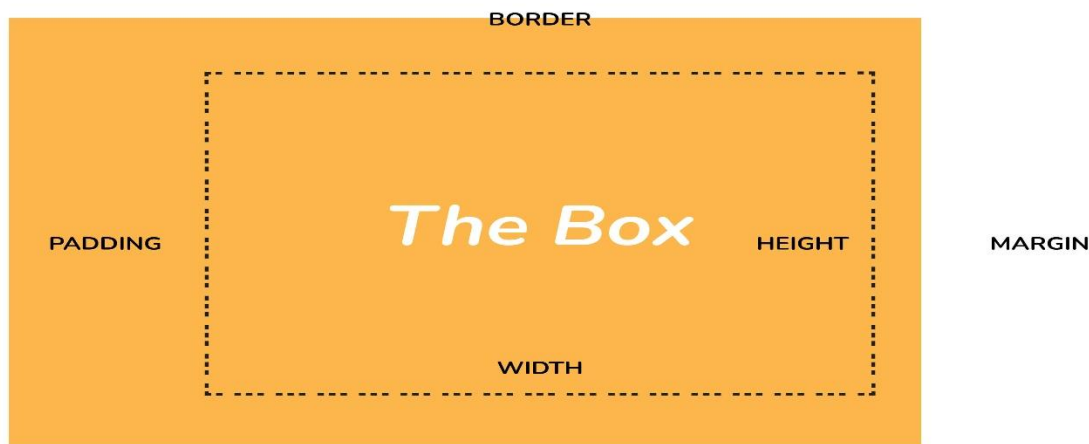 BORDER
The Box
PADDING
HEIGHT
MARGIN
WIDTH